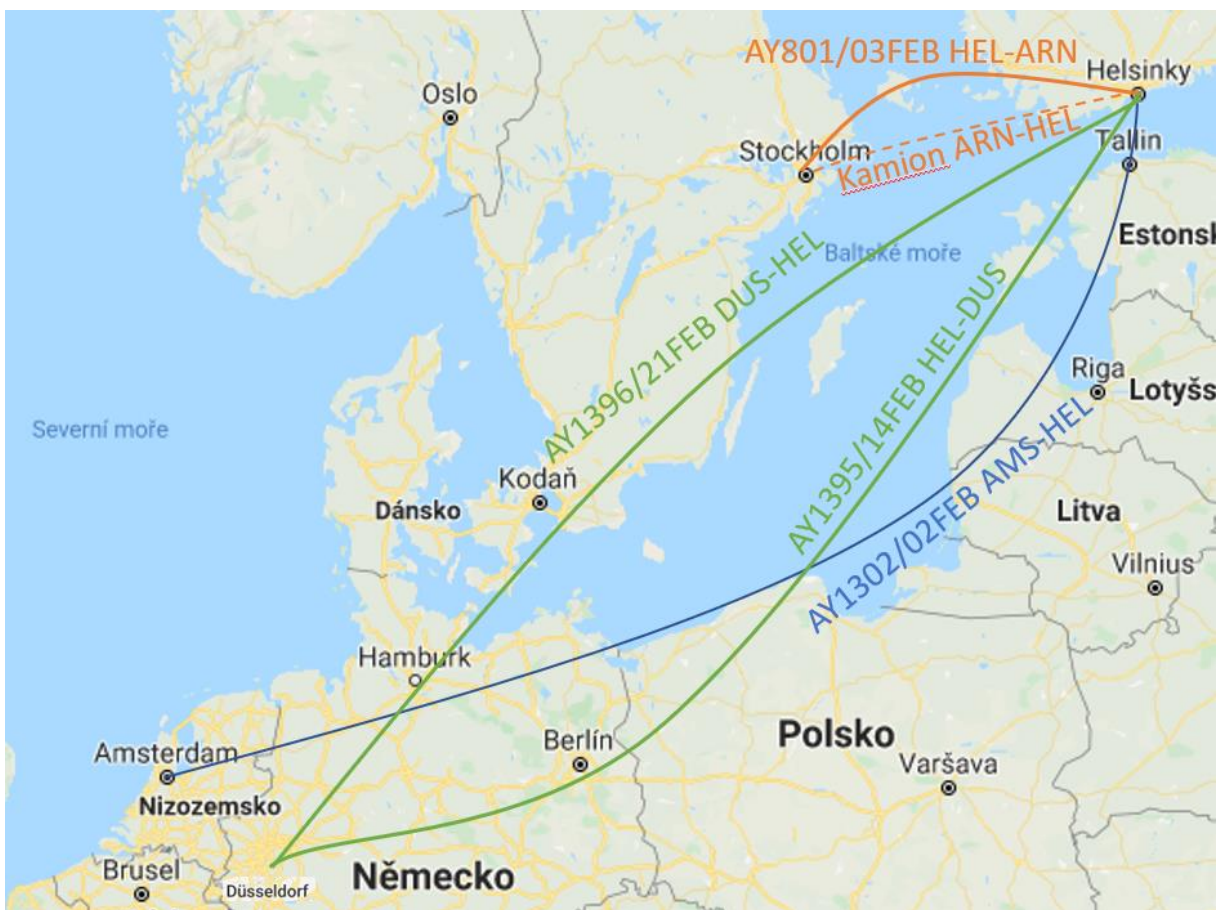 AY801/03FEB HEL-ARN
Helsinky
Oslo
Tallin
Stockholm
Kamion ARN-HEL
Estonsk
Baltské moře
AY1396/21FEB DUS-HEL
AY1395/14FEB HEL-DUS
Riga
Lotyšs
AY1302/02FEB AMS-HEL
Severní moře
Kodaň
Dánsko
Litva
Vilnius
Hamburk
Amsterdam
Berlín
Polsko
Varšava
Nizozemsko
Brusel
Düsseldorf
Německo